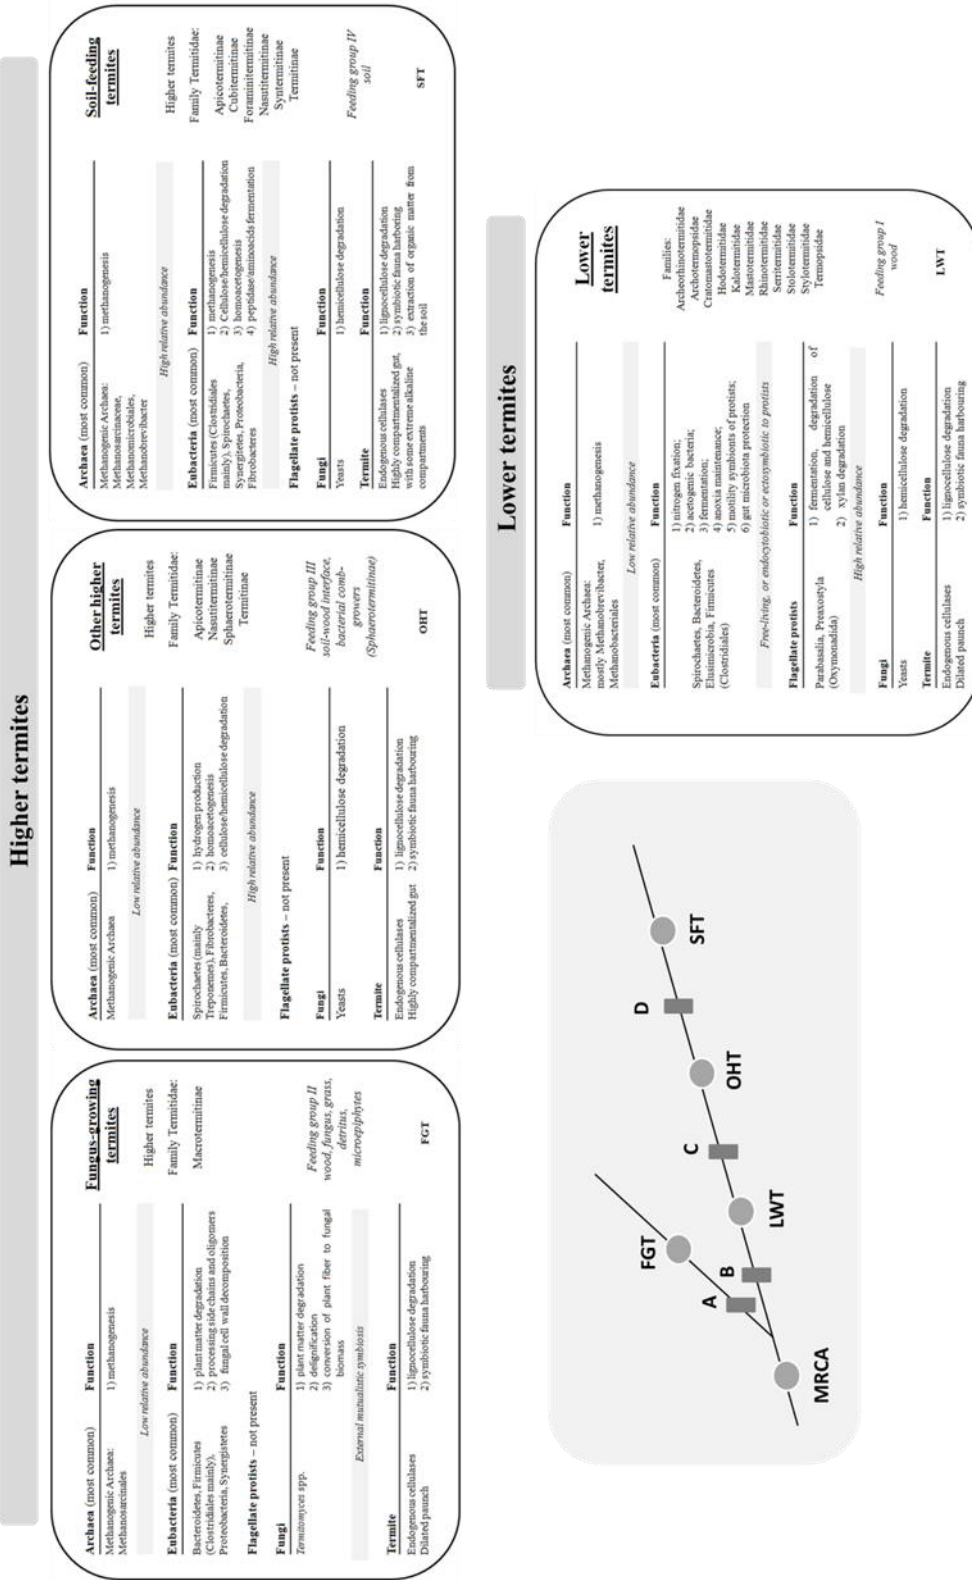 Higher termites
Fungus-growing
termites
Higher termites
Family Termitidae:
Macrotermitinae
Feeding group II
wood, fungus, grass,
detritus,
microepiphytes
FGT
Archaea (most common) Function
Methanogenic Archaea: 1) methanogenesis
Methanosarcinales
Low relative abundance
Eubacteria (most common) Function
Bacteroidetes, Firmicutes 1) plant matter degradation
(Clostridiales mainly), 2) processing side chains and oligomers
Proteobacteria, Synergistetes 3) fungal cell wall decomposition
Flagellate protists – not present
Fungi Function
Termitomyces spp. 1) plant matter degradation
2) delignification
3) conversion of plant fiber to fungal
biomass
External mutualistic symbiosis
Termite Function
Endogenous cellulases 1) lignocellulose degradation
Dilated paunch 2) symbiotic fauna harbouring
Other higher
termites
Higher termites
Family Termitidae:
Apicotermitinae
Nasutitermitinae
Sphaerotermitinae
Termitinae
Feeding group III
soil-wood interface,
bacterial comb-
growers
(Sphaerotermitinae)
OHT
Archaea (most common) Function
Methanogenic Archaea 1) methanogenesis
Low relative abundance
Eubacteria (most common) Function
Spirochaetes (mainly 1) hydrogen production
Treponemes), Fibrobacteres, 2) homoacetogenesis
Firmicutes, Bacteroidetes, 3) cellulose/hemicellulose degradation
High relative abundance
Flagellate protists – not present
Fungi Function
Yeasts 1) hemicellulose degradation
Termite Function
Endogenous cellulases 1) lignocellulose degradation
Highly compartmentalized gut 2) symbiotic fauna harbouring
Soil-feeding
termites
Higher termites
Family Termitidae:
Apicotermitinae
Cubitermitinae
Foraminitermitinae
Nasutitermitinae
Syntermitinae
Termitinae
Feeding group IV
soil
SFT
Archaea (most common) Function
Methanogenic Archaea: 1) methanogenesis
Methanosarcinaceae,
Methanomicrobiales,
Methanobrevibacter
High relative abundance
Eubacteria (most common) Function
Firmicutes (Clostridiales 1) methanogenesis
mainly), Spirochaetes, 2) Cellulose/hemicellulose degradation
Synergitetes, Proteobacteria, 3) homoacetogenesis
Fibrobacteres 4) peptidase/aminoacids fermentation
High relative abundance
Flagellate protists – not present
Fungi Function
Yeasts 1) hemicellulose degradation
Termite Function
Endogenous cellulases 1) lignocellulose degradation
Highly compartmentalized gut, 2) symbiotic fauna harboring
with some extreme alkaline 3) extraction of organic matter from
compartments the soil
MRCA
A
B
FGT
LWT
C
OHT
D
SFT
Lower termites
Lower
termites
Families:
Archeorhinotermitidae
Archotermopsidae
Cratomastotermitidae
Hodotermitidae
Kalotermitidae
Mastotermitidae
Rhinotermitidae
Serritermitidae
Stolotermitidae
Stylotermitidae
Termopsidae
Feeding group I
wood
LWT
Archaea (most common) Function
Methanogenic Archaea: 1) methanogenesis
mostly Methanobrevibacter,
Methanobacteriales
Low relative abundance
Eubacteria (most common) Function
1) nitrogen fixation;
Spirochaetes, Bacteroidetes, 2) acetogenic bacteria;
Elusimicrobia, Firmicutes 3) fermentation;
(Clostridiales) 4) anoxia maintenance;
5) motility symbionts of protists;
6) gut microbiota protection
Free-living, or endocytobiotic or ectosymbiotic to protists
Flagellate protists Function
Parabasalia, Preaxostyla 1) fermentation, degradation of
(Oxymonadida) cellulose and hemicellulose
2) xylan degradation
High relative abundance
Fungi Function
Yeasts 1) hemicellulose degradation
Termite Function
Endogenous cellulases 1) lignocellulose degradation
Dilated paunch 2) symbiotic fauna harbouring